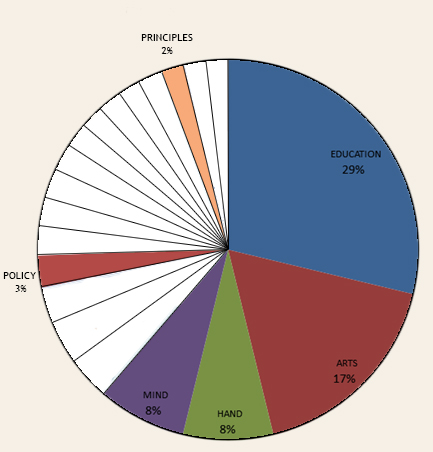 PRINCIPLES
2%
EDUCATION
29%
POLICY
3%
ARTS
17%
MIND
8%
HAND
8%